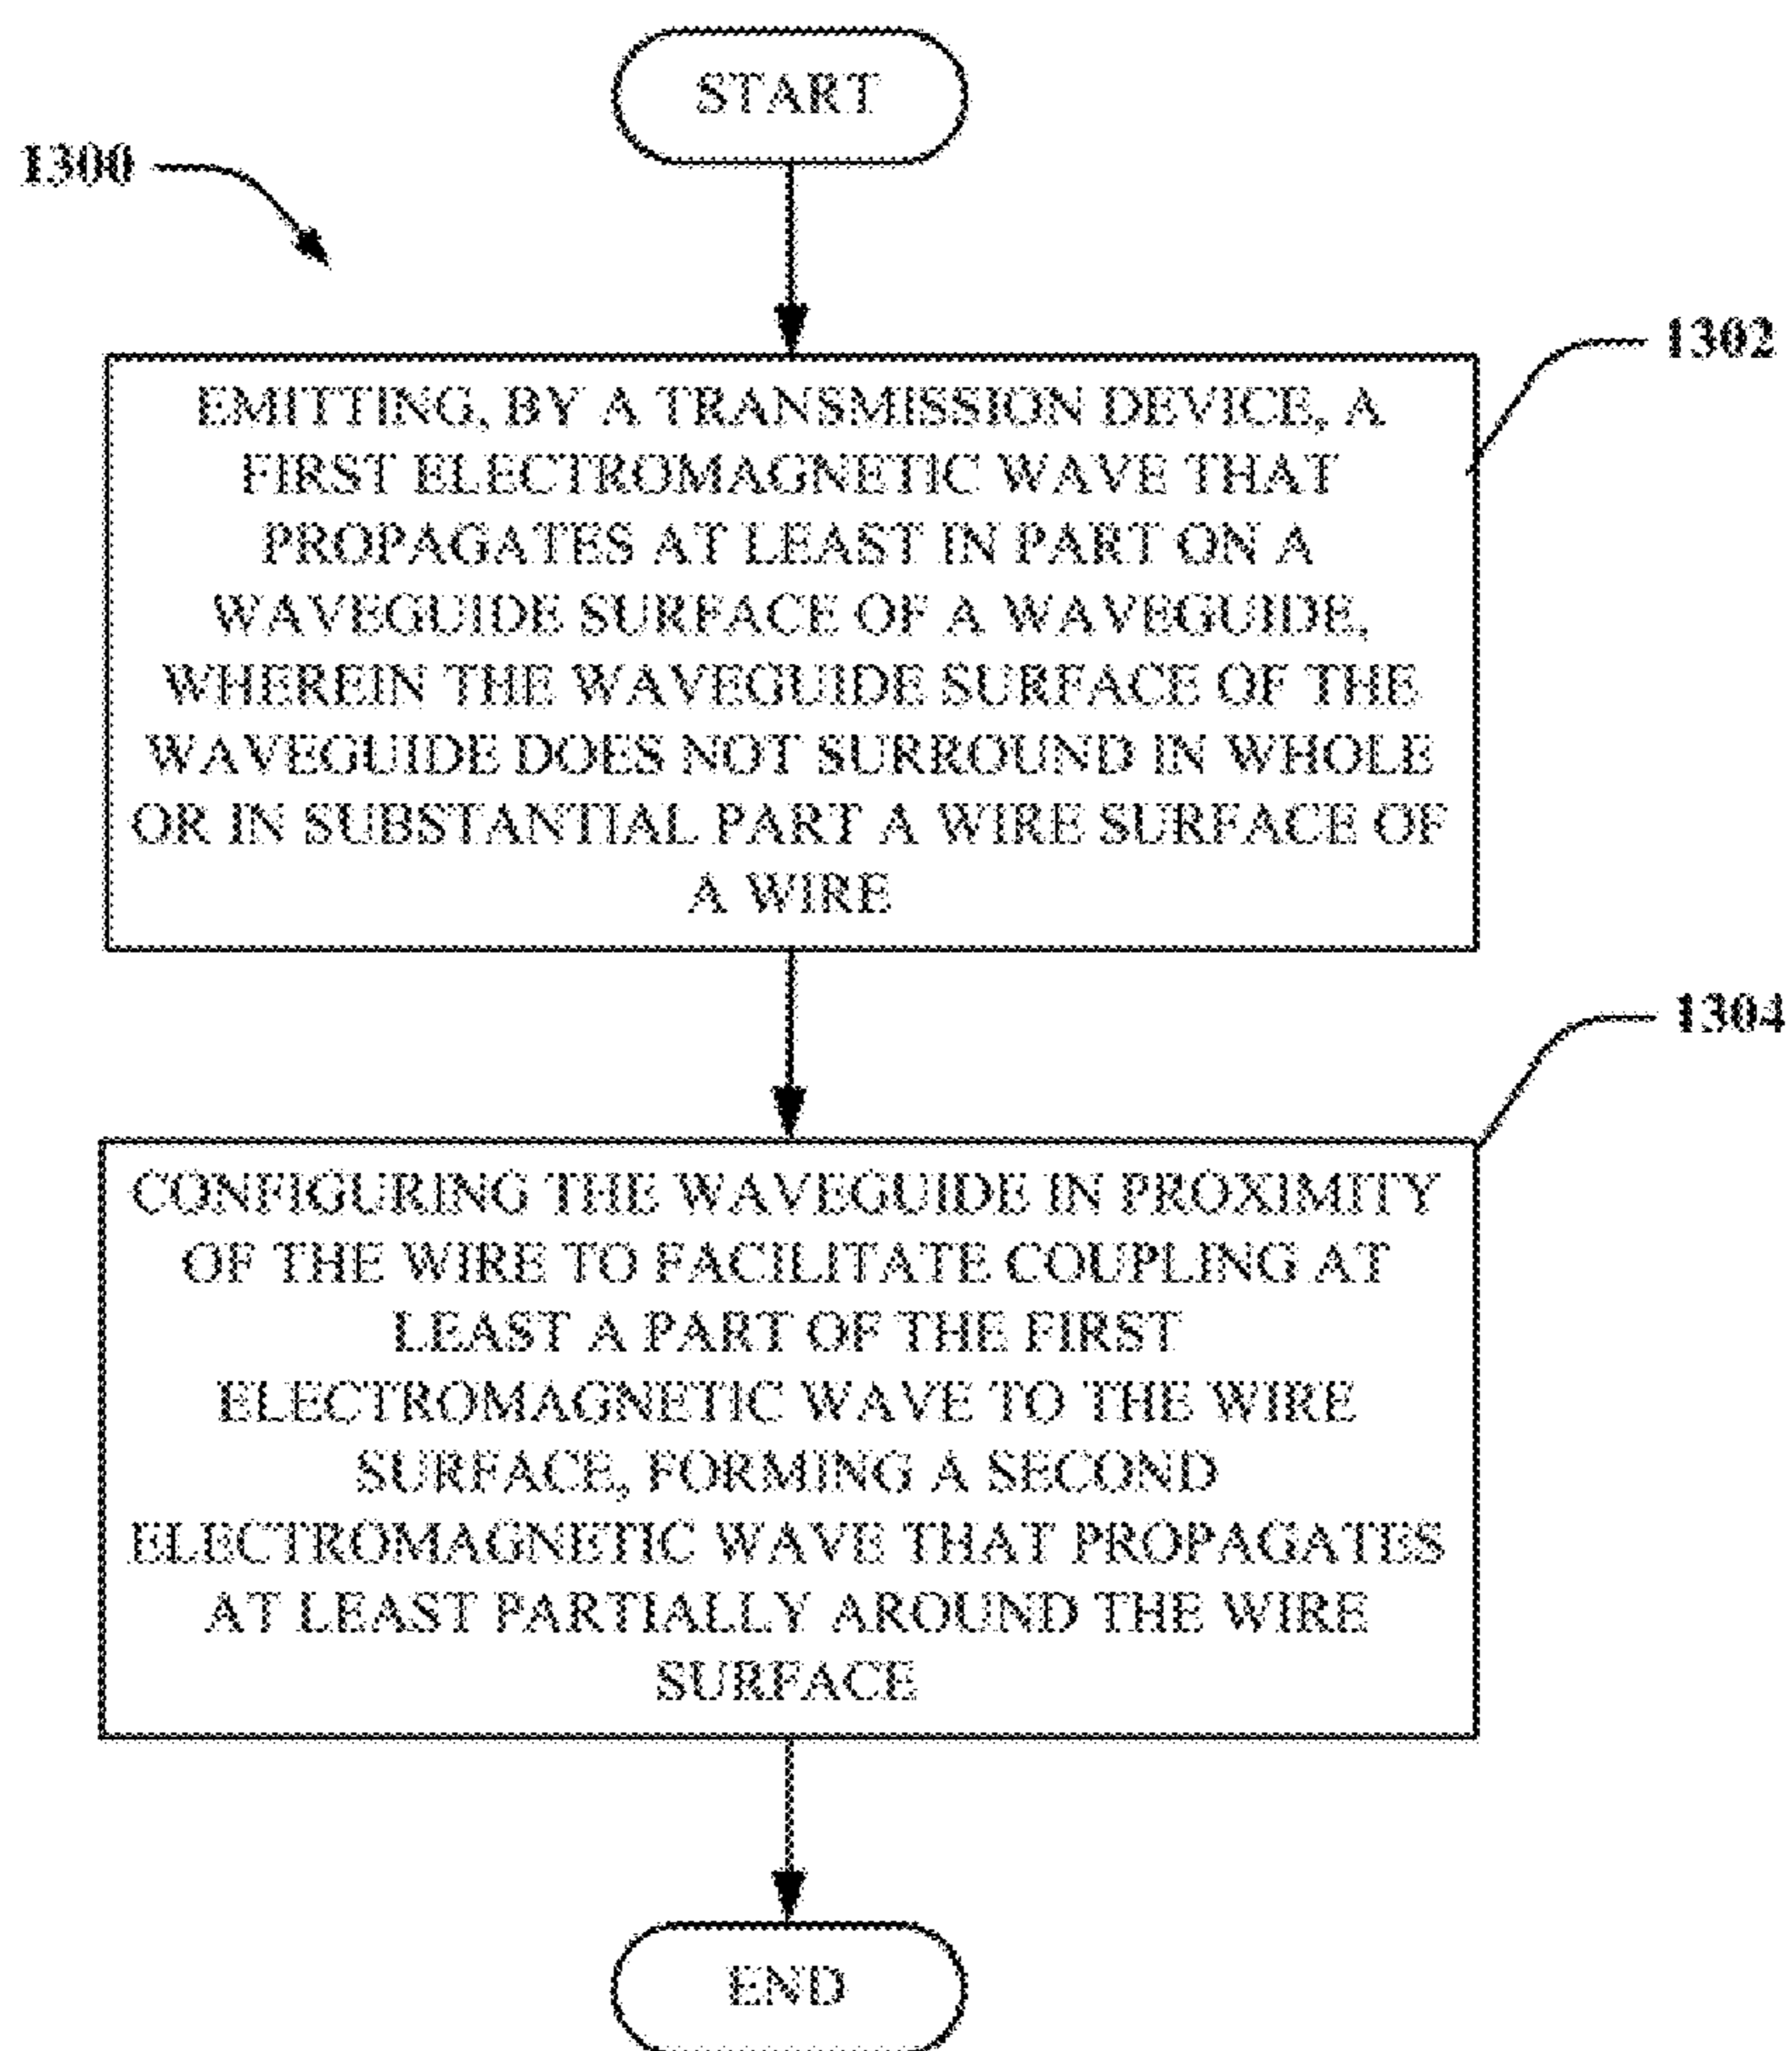 START
1300
1302
EMITTING, BY A TRANSMISSION DEVICE, A
FIRST ELECTROMAGNETIC WAVE THAT
PROPAGATES AT LEAST IN PART ON A
WAVEGUIDE SURFACE OF A WAVEGUIDE,
WHEREIN THE WAVEGUIDE SURFACE OF THE
WAVEGUIDE DOES NOT SURROUND IN WHOLE
OR IN SUBSTANTIAL PART A WIRE SURFACE OF
A WIRE
1304
CONFIGURING THE WAVEGUIDE IN PROXIMITY
OF THE WIRE TO FACILITATE COUPLING AT
LEAST A PART OF THE FIRST
ELECTROMAGNETIC WAVE TO THE WIRE
SURFACE, FORMING A SECOND
ELECTROMAGNETIC WAVE THAT PROPAGATES
AT LEAST PARTIALLY AROUND THE WIRE
SURFACE
END